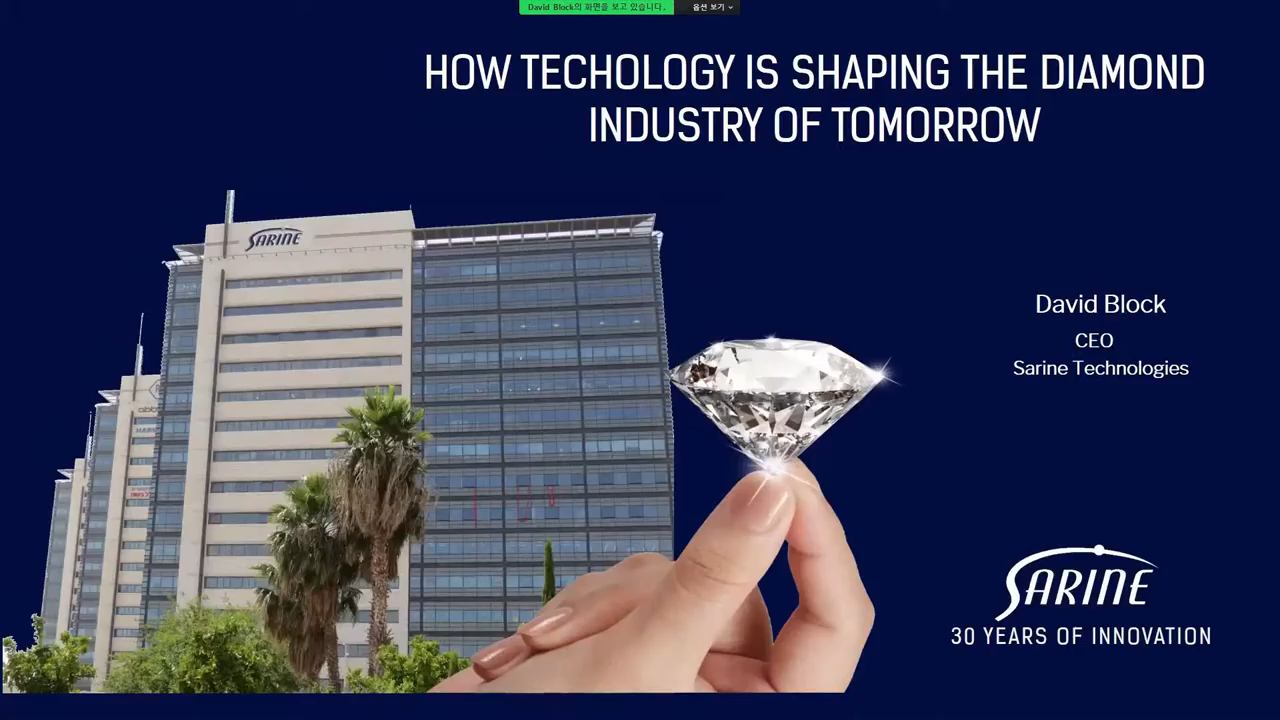 David Block의 화면을 보고 있습니다.
옵션 보기
HOW TECHOLOGY IS SHAPING THE DIAMOND
INDUSTRY OF TOMORROW
SARINE
David Block
CEO
Sarine Technologies
SARINE
30 YEARS OF INNOVATION